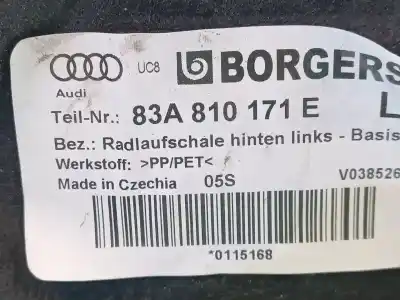 UC8 BORGERS
Audi
Teil-Nr.: 83A 810 171 E L
Bez.: Radlaufschale hinten links - Basis
Werkstoff: >PP/PET<
Made in Czechia 05S V038526
*0115168